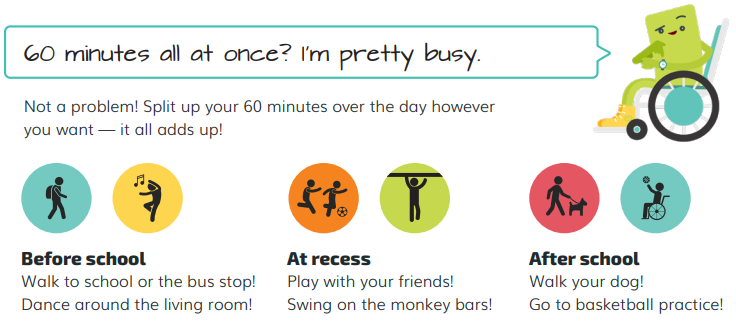 60 minutes all at once? I'm pretty busy.
Not a problem! Split up your 60 minutes over the day however
you want — it all adds up!
Before school
Walk to school or the bus stop!
Dance around the living room!
At recess
Play with your friends!
Swing on the monkey bars!
After school
Walk your dog!
Go to basketball practice!